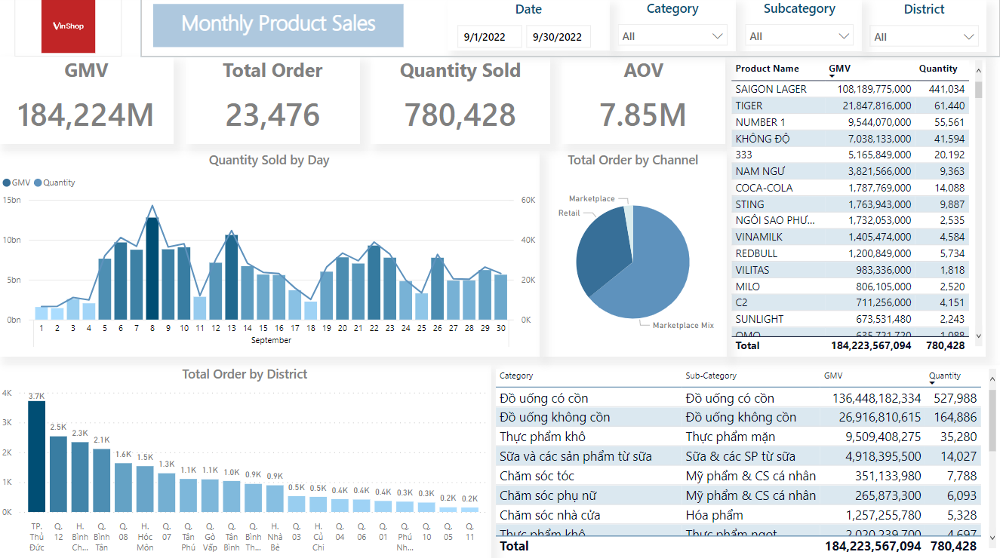 VinShop
Monthly Product Sales
Date
9/1/2022 9/30/2022
Category
All
Subcategory
All
District
All
GMV
184,224M
Total Order
23,476
Quantity Sold
780,428
AOV
7.85M
Product Name GMV Quantity
SAIGON LAGER 108,189,775,000 441,034
TIGER 21,847,816,000 61,440
NUMBER 1 9,544,070,000 55,561
KHÔNG ĐỘ 7,038,133,000 41,594
333 5,165,849,000 20,192
NAM NGƯ 3,821,566,000 9,363
COCA-COLA 1,787,769,000 14,088
STING 1,763,943,000 9,887
NGÔI SAO PHƯ... 1,732,053,000 2,535
VINAMILK 1,405,474,000 4,584
REDBULL 1,200,849,000 5,734
VILITAS 983,336,000 1,818
MILO 806,105,000 2,520
C2 711,256,000 4,151
SUNLIGHT 673,531,480 2,243
OMO 635,721,720 1,088
Total 184,223,567,094 780,428
Quantity Sold by Day
GMV Quantity
15bn 60K
10bn 40K
5bn 20K
0bn 0K
1 2 3 4 5 6 7 8 9 10 11 12 13 14 15 16 17 18 19 20 21 22 23 24 25 26 27 28 29 30
September
Total Order by Channel
Marketplace
Retail
Marketplace Mix
Total Order by District
4K
3K
2K
1K
0K
3.7K 2.5K 2.3K 2.1K 1.6K 1.5K 1.3K 1.1K 1.1K 1.0K 0.9K 0.9K 0.5K 0.5K 0.4K 0.4K 0.4K 0.3K 0.3K 0.2K 0.2K
TP. Q. H. Q. Q. H. Q. Q. Q. Q. Q. H. Q. H. Q. Q. Q. Q. Q. Q. Q.
Thủ 12 Bình Bình 08 Hóc 07 Tân Gò Tân Bình Nhà 03 Củ 04 06 01 Phú 10 05 11
Đức Ch... Tân Môn Phú Vấp Bình Th... Bè Chi Nh...
Category Sub-Category GMV Quantity
Đồ uống có cồn Đồ uống có cồn 136,448,182,334 527,988
Đồ uống không cồn Đồ uống không cồn 26,916,810,615 164,886
Thực phẩm khô Thực phẩm mặn 9,509,408,275 35,280
Sữa và các sản phẩm từ sữa Sữa & các SP từ sữa 4,918,395,500 14,027
Chăm sóc tóc Mỹ phẩm & CS cá nhân 351,133,980 7,788
Chăm sóc phụ nữ Mỹ phẩm & CS cá nhân 265,873,300 6,093
Chăm sóc nhà cửa Hóa phẩm 1,257,255,780 5,328
Thực phẩm khô Thực phẩm ngọt 2,020,239,700 4,697
Total 184,223,567,094 780,428